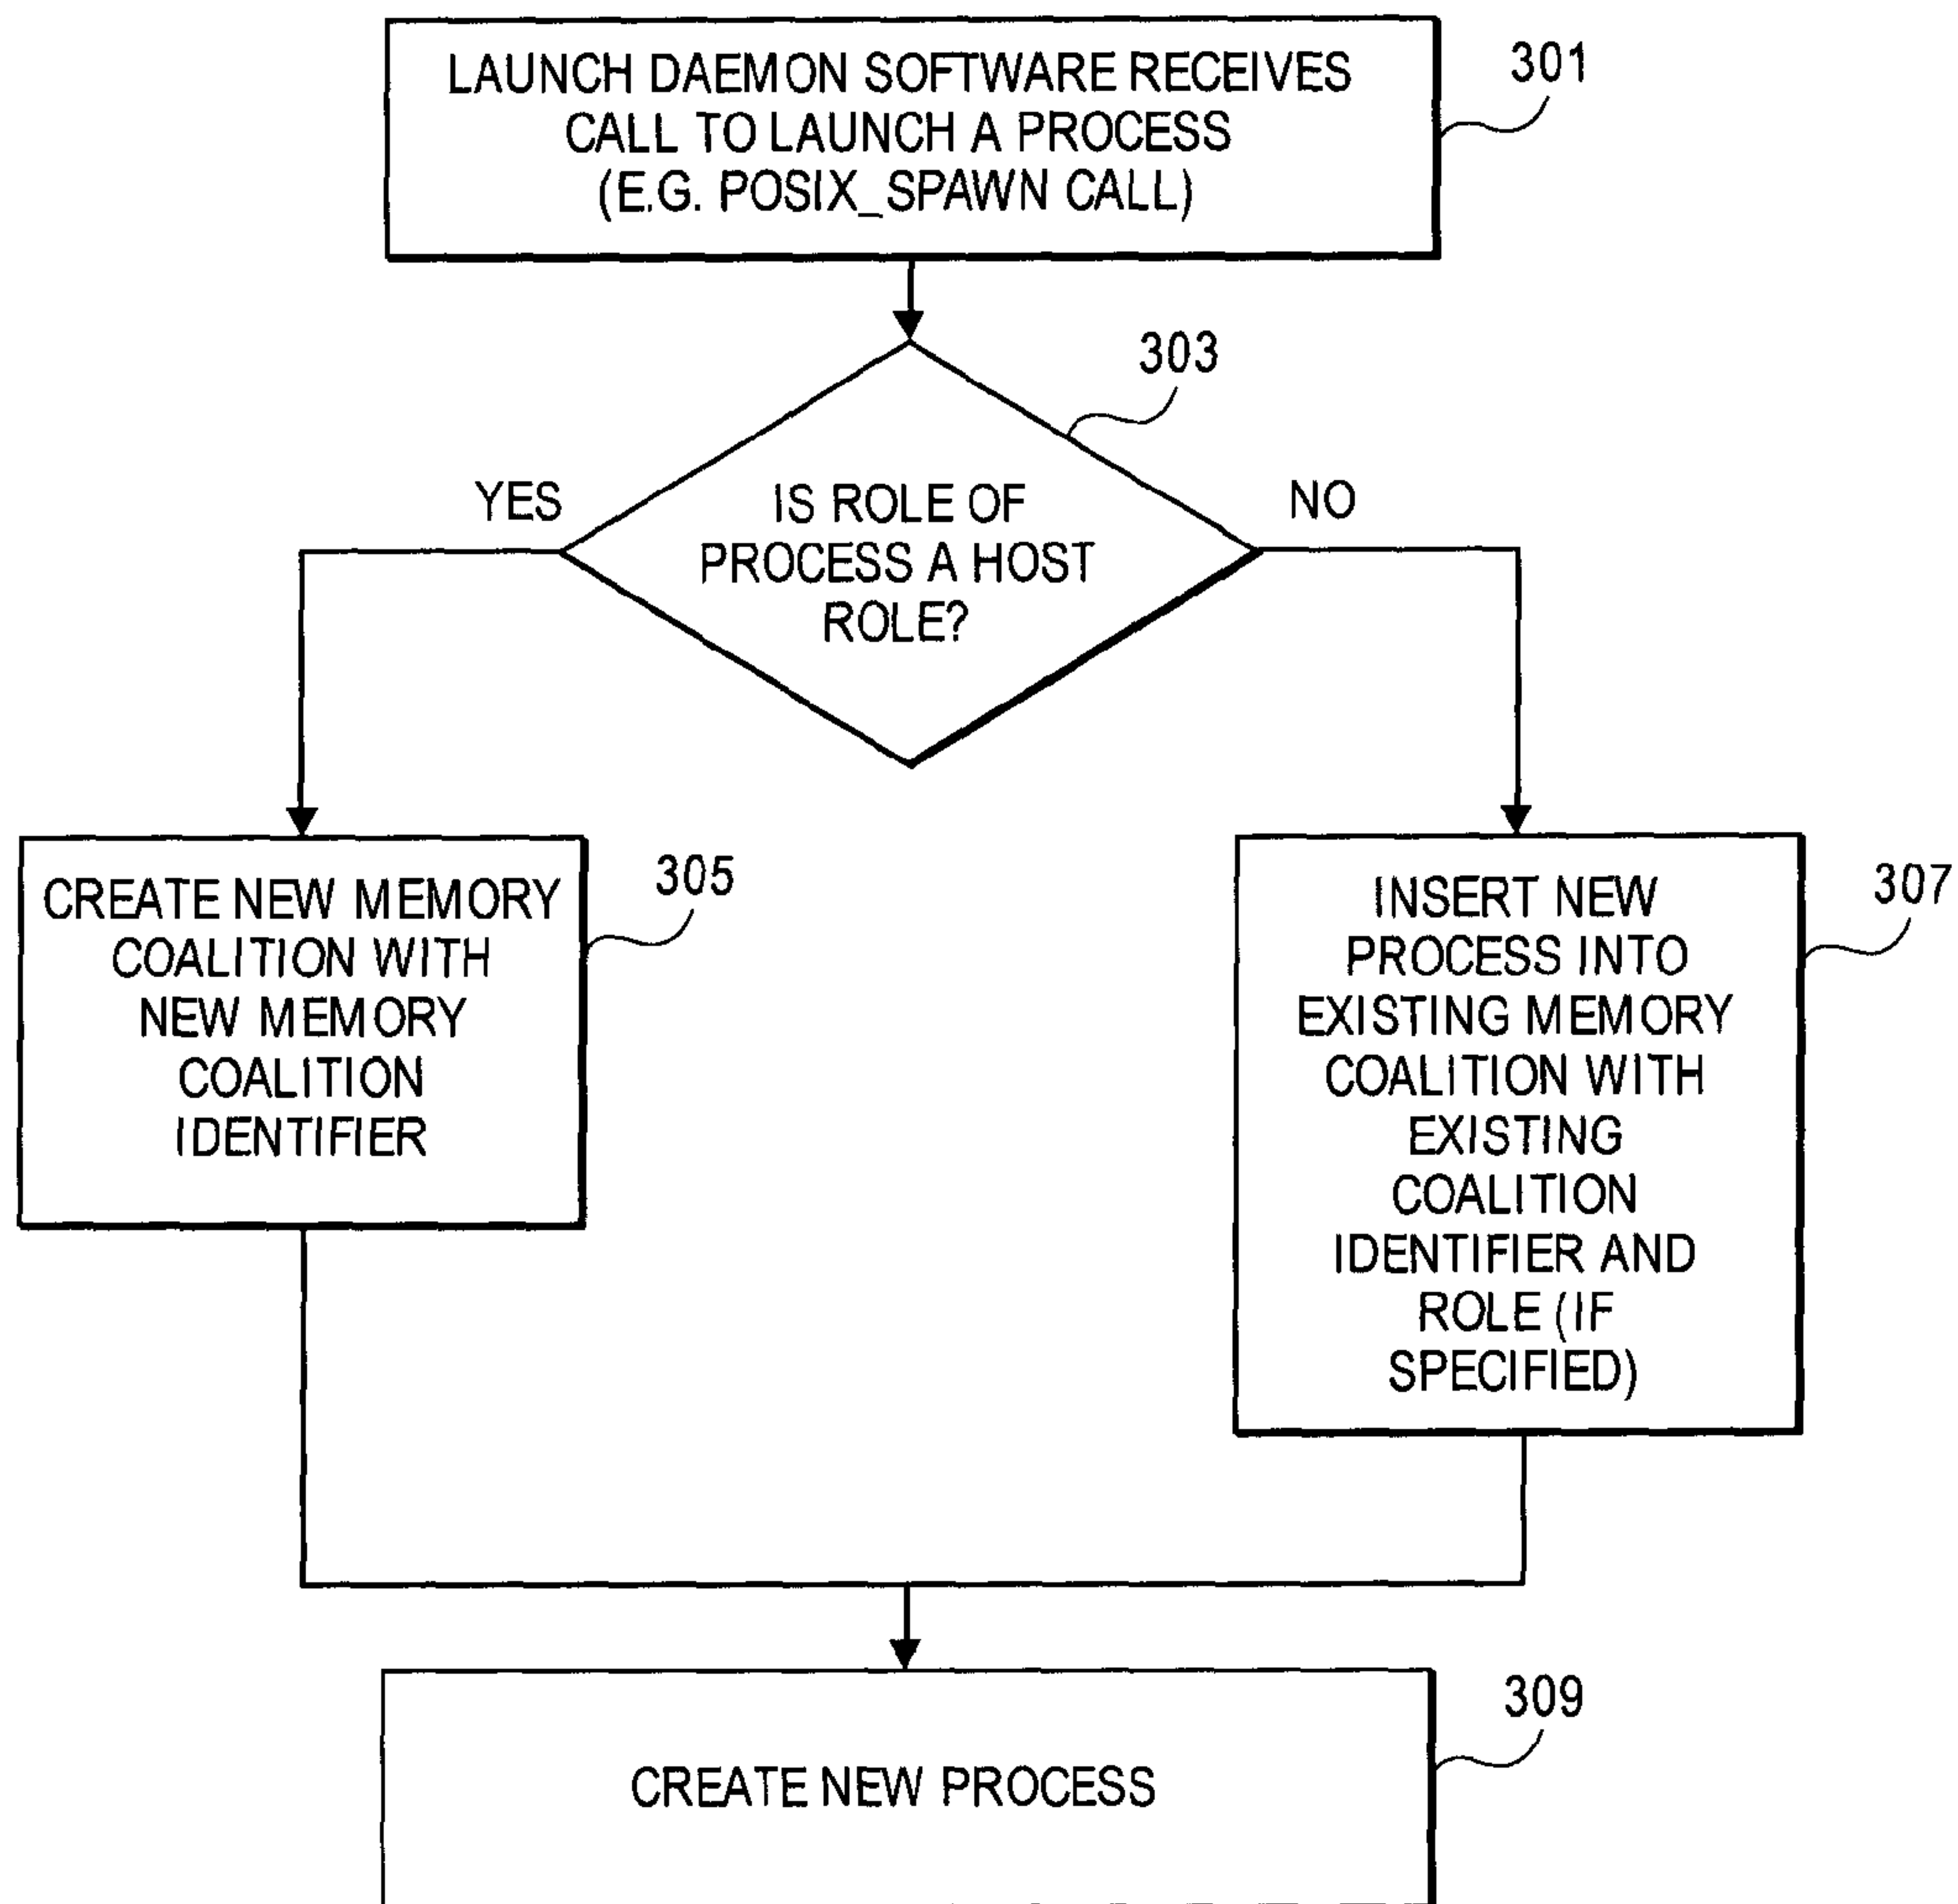 LAUNCH DAEMON SOFTWARE RECEIVES
CALL TO LAUNCH A PROCESS
(E.G. POSIX_SPAWN CALL)
301
303
YES
IS ROLE OF
PROCESS A HOST
ROLE?
NO
CREATE NEW MEMORY
COALITION WITH
NEW MEMORY
COALITION
IDENTIFIER
305
INSERT NEW
PROCESS INTO
EXISTING MEMORY
COALITION WITH
EXISTING
COALITION
IDENTIFIER AND
ROLE (IF
SPECIFIED)
307
CREATE NEW PROCESS
309